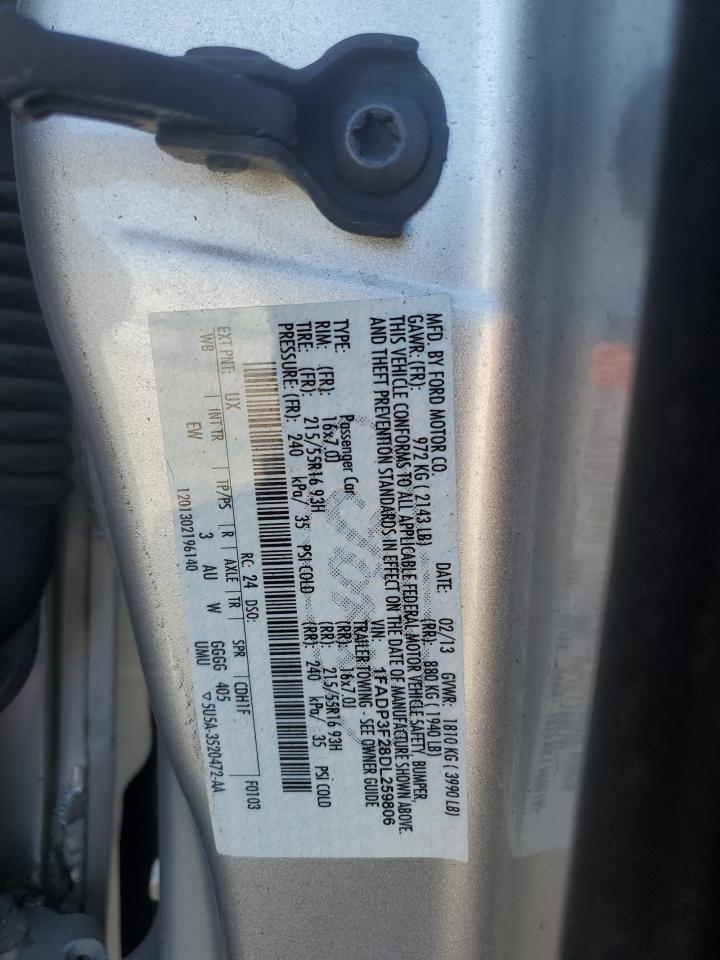 MFD. BY FORD MOTOR CO. DATE: 02/13 GVWR: 1810 KG ( 3990 LB)
GAWR: (FR): 972 KG ( 2143 LB) (RR): 880 KG ( 1940 LB)
THIS VEHICLE CONFORMS TO ALL APPLICABLE FEDERAL MOTOR VEHICLE SAFETY, BUMPER,
AND THEFT PREVENTION STANDARDS IN EFFECT ON THE DATE OF MANUFACTURE SHOWN ABOVE.
VIN: 1FADP3F28DL259806
TYPE: Passenger Car TRAILER TOWING - SEE OWNER GUIDE
RIM: (FR): 16x7.0J (RR): 16x7.0J
TIRE: (FR): 215/55R16 93H (RR): 215/55R16 93H
PRESSURE: (FR): 240 kPa/ 35 PSI COLD (RR): 240 kPa/ 35 PSI COLD
F0103
EXT PNT: UX RC: 24 DSO: CDH1F
WB INT TR TP/PS R AXLE TR SPR
EW 3 AU W GGGG 405
UMU
1201302196140 ▽5U5A-3520472-AA